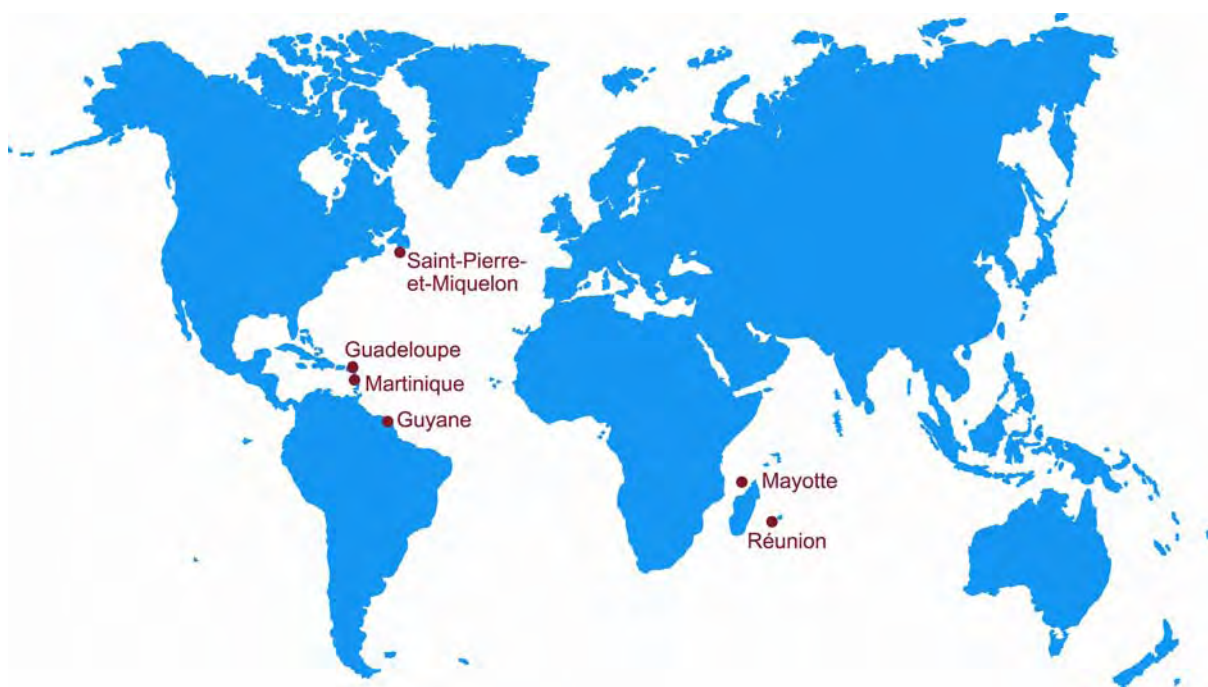 Saint-Pierre-
et-Miquelon
Guadeloupe
Martinique
Guyane
Mayotte
Réunion